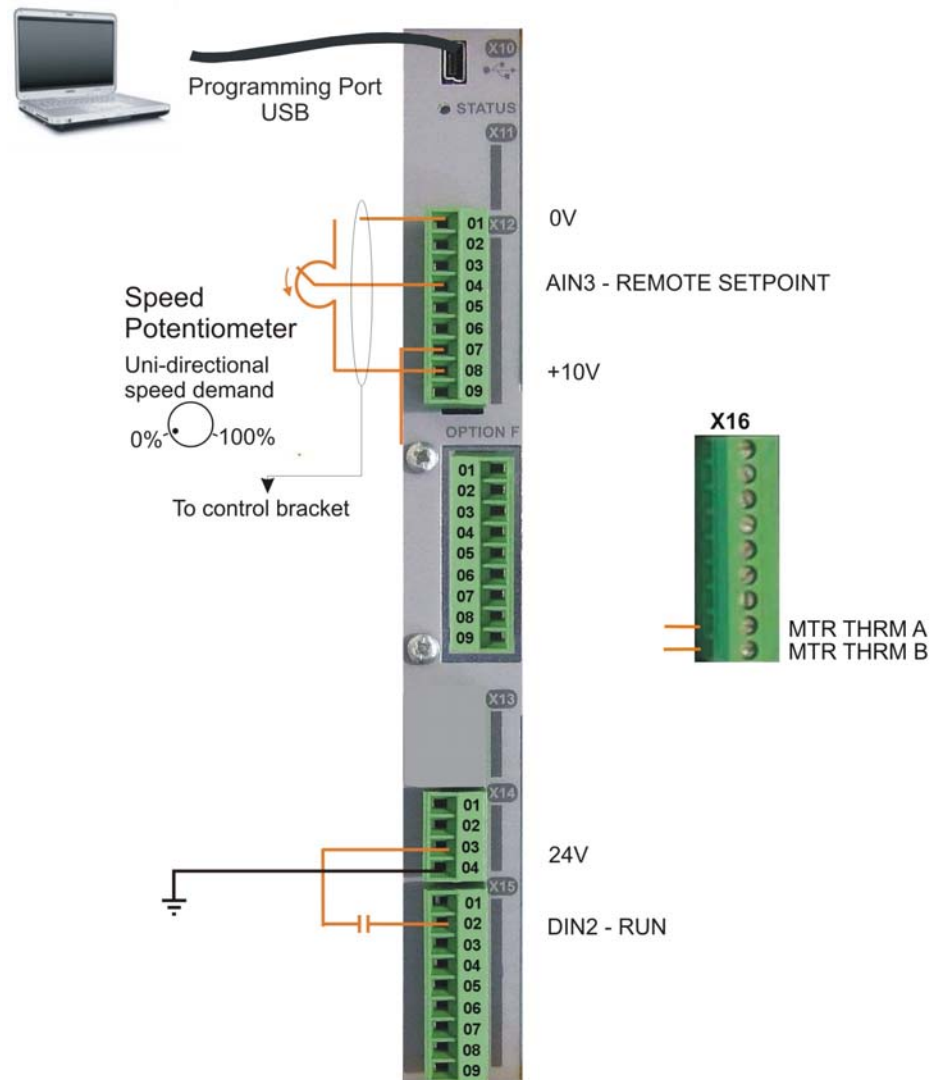 X10
Programming Port
USB
STATUS
X11
01 X12
02
03
04
05
06
07
08
09
0V
AIN3 - REMOTE SETPOINT
+10V
Speed
Potentiometer
Uni-directional
speed demand
0% 100%
To control bracket
OPTION F
01
02
03
04
05
06
07
08
09
X16
MTR THRM A
MTR THRM B
X13
X14
01
02
03
04
24V
X15
01
02
03
04
05
06
07
08
09
DIN2 - RUN